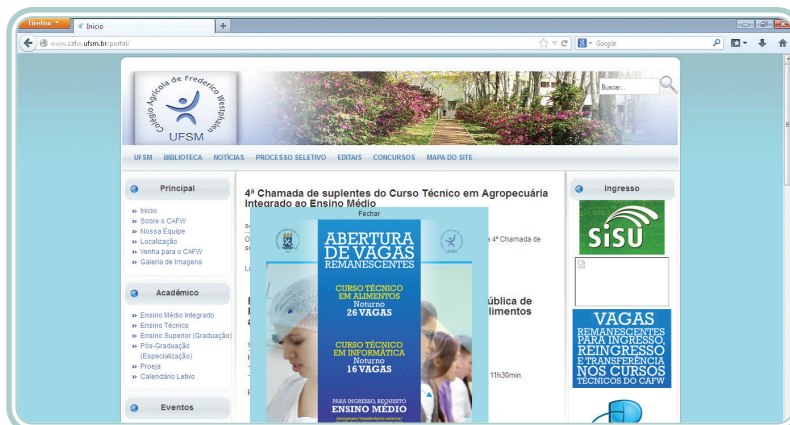 Firefox
Inicio
www.cafw.ufsm.br/portal/
Google
Colégio Agrícola de Frederico Westphalen
UFSM
Buscar...
UFSM BIBLIOTECA NOTÍCIAS PROCESSO SELETIVO EDITAIS CONCURSOS MAPA DO SITE
Principal
» Inicio
» Sobre o CAFW
» Nossa Equipe
» Localização
» Venha para o CAFW
» Galeria de Imagens
Académico
» Ensino Médio Integrado
» Ensino Técnico
» Ensino Superior (Graduação)
» Pós-Graduação
(Especialização)
» Proeja
» Calendário Letivo
Eventos
4ª Chamada de suplentes do Curso Técnico em Agropecuária
Integrado ao Ensino Médio
Fechar
a 4ª Chamada de
ABERTURA
DE VAGAS
REMANESCENTES
CURSO TÉCNICO
EM ALIMENTOS
Noturno
26 VAGAS
CURSO TÉCNICO
EM INFORMÁTICA
Noturno
16 VAGAS
PARA INGRESSO, REQUISITO
ENSINO MÉDIO
ública de
limentos
11h30min.
Ingresso
SiSU
VAGAS
REMANESCENTES
PARA INGRESSO,
REINGRESSO
E TRANSFERÊNCIA
NOS CURSOS
TÉCNICOS DO CAFW